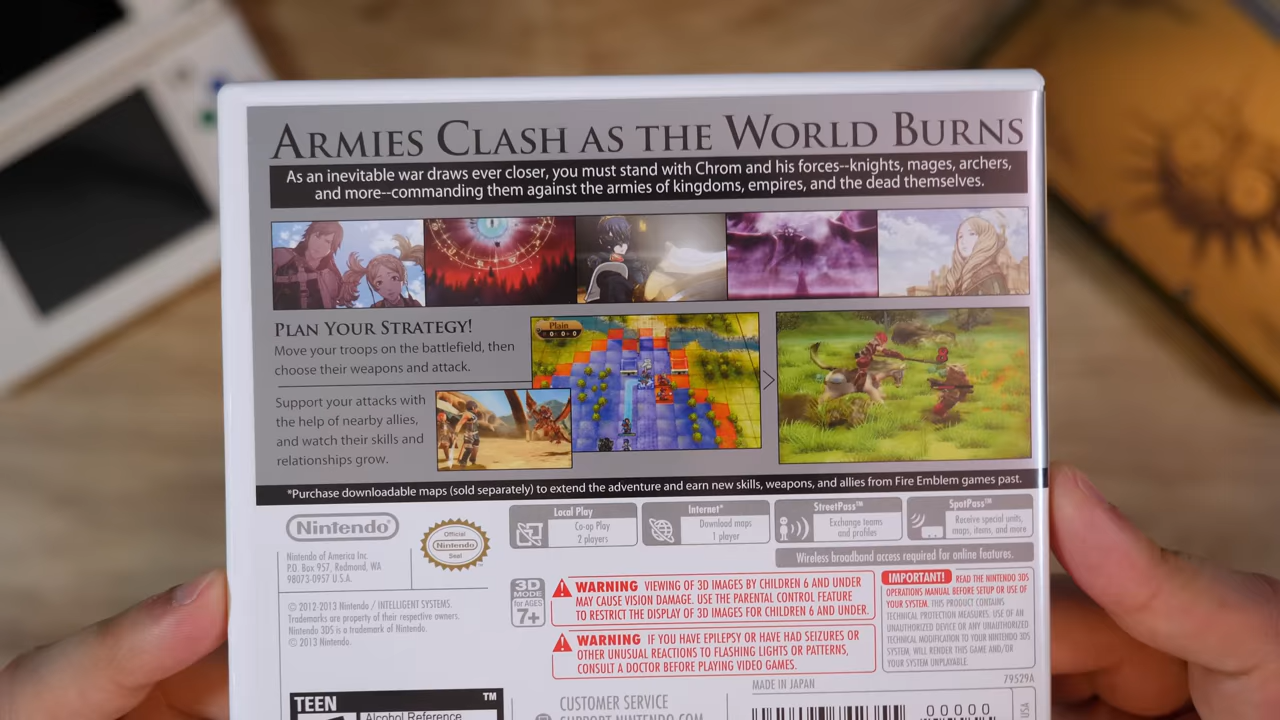 ARMIES CLASH AS THE WORLD BURNS
As an inevitable war draws ever closer, you must stand with Chrom and his forces--knights, mages, archers,
and more--commanding them against the armies of kingdoms, empires, and the dead themselves.
PLAN YOUR STRATEGY!
Move your troops on the battlefield, then
choose their weapons and attack.
Plain
Support your attacks with
the help of nearby allies,
and watch their skills and
relationships grow.
*Purchase downloadable maps (sold separately) to extend the adventure and earn new skills, weapons, and allies from Fire Emblem games past.
Nintendo®
Nintendo of America Inc.
P.O. Box 957, Redmond, WA
98073-0957 U.S.A.
Official
Nintendo
Seal
Local Play
Co-op Play
2 players
Internet*
Download maps
1 player
StreetPass™
Exchange teams
and profiles
SpotPass™
Receive special units,
maps, items, and more
Wireless broadband access required for online features.
© 2012-2013 Nintendo / INTELLIGENT SYSTEMS.
Trademarks are property of their respective owners.
Nintendo 3DS is a trademark of Nintendo.
© 2013 Nintendo.
3D
MODE
for AGES
7+
WARNING VIEWING OF 3D IMAGES BY CHILDREN 6 AND UNDER
MAY CAUSE VISION DAMAGE. USE THE PARENTAL CONTROL FEATURE
TO RESTRICT THE DISPLAY OF 3D IMAGES FOR CHILDREN 6 AND UNDER.
WARNING IF YOU HAVE EPILEPSY OR HAVE HAD SEIZURES OR
OTHER UNUSUAL REACTIONS TO FLASHING LIGHTS OR PATTERNS,
CONSULT A DOCTOR BEFORE PLAYING VIDEO GAMES.
IMPORTANT! READ THE NINTENDO 3DS
OPERATIONS MANUAL BEFORE SETUP OR USE OF
YOUR SYSTEM. THIS PRODUCT CONTAINS
TECHNICAL PROTECTION MEASURES. USE OF AN
UNAUTHORIZED DEVICE OR ANY UNAUTHORIZED
TECHNICAL MODIFICATION TO YOUR NINTENDO 3DS
SYSTEM, WILL RENDER THIS GAME AND/OR
YOUR SYSTEM UNPLAYABLE.
MADE IN JAPAN
79529A
TEEN
TM
Alcohol Reference
CUSTOMER SERVICE
SUPPORT.NINTENDO.COM
00000
USA